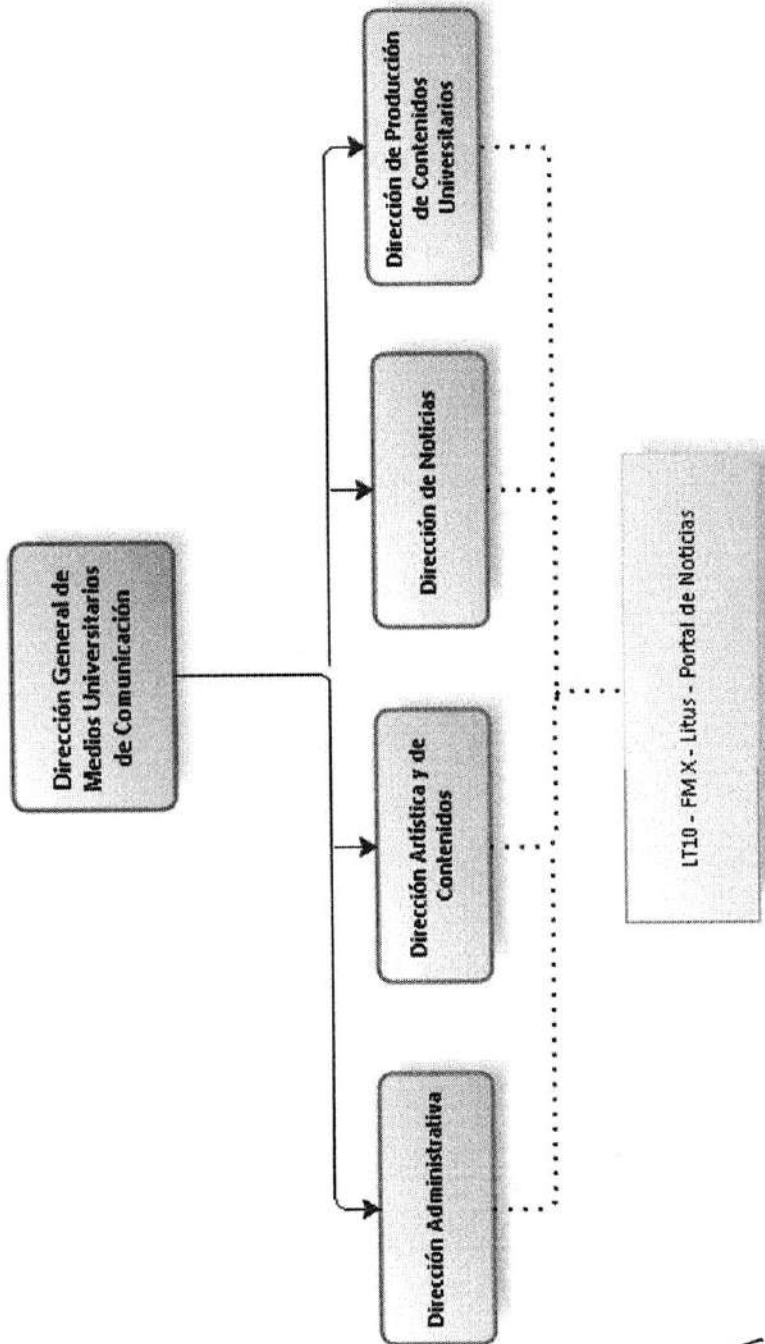 Dirección General de
Medios Universitarios
de Comunicación
Dirección Administrativa
Dirección Artística y de
Contenidos
Dirección de Noticias
Dirección de Producción
de Contenidos
Universitarios
LT10 - FM X - Litus - Portal de Noticias